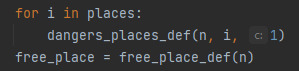 for i in places:
    dangers_places_def(n, i, c: 1)
free_place = free_place_def(n)